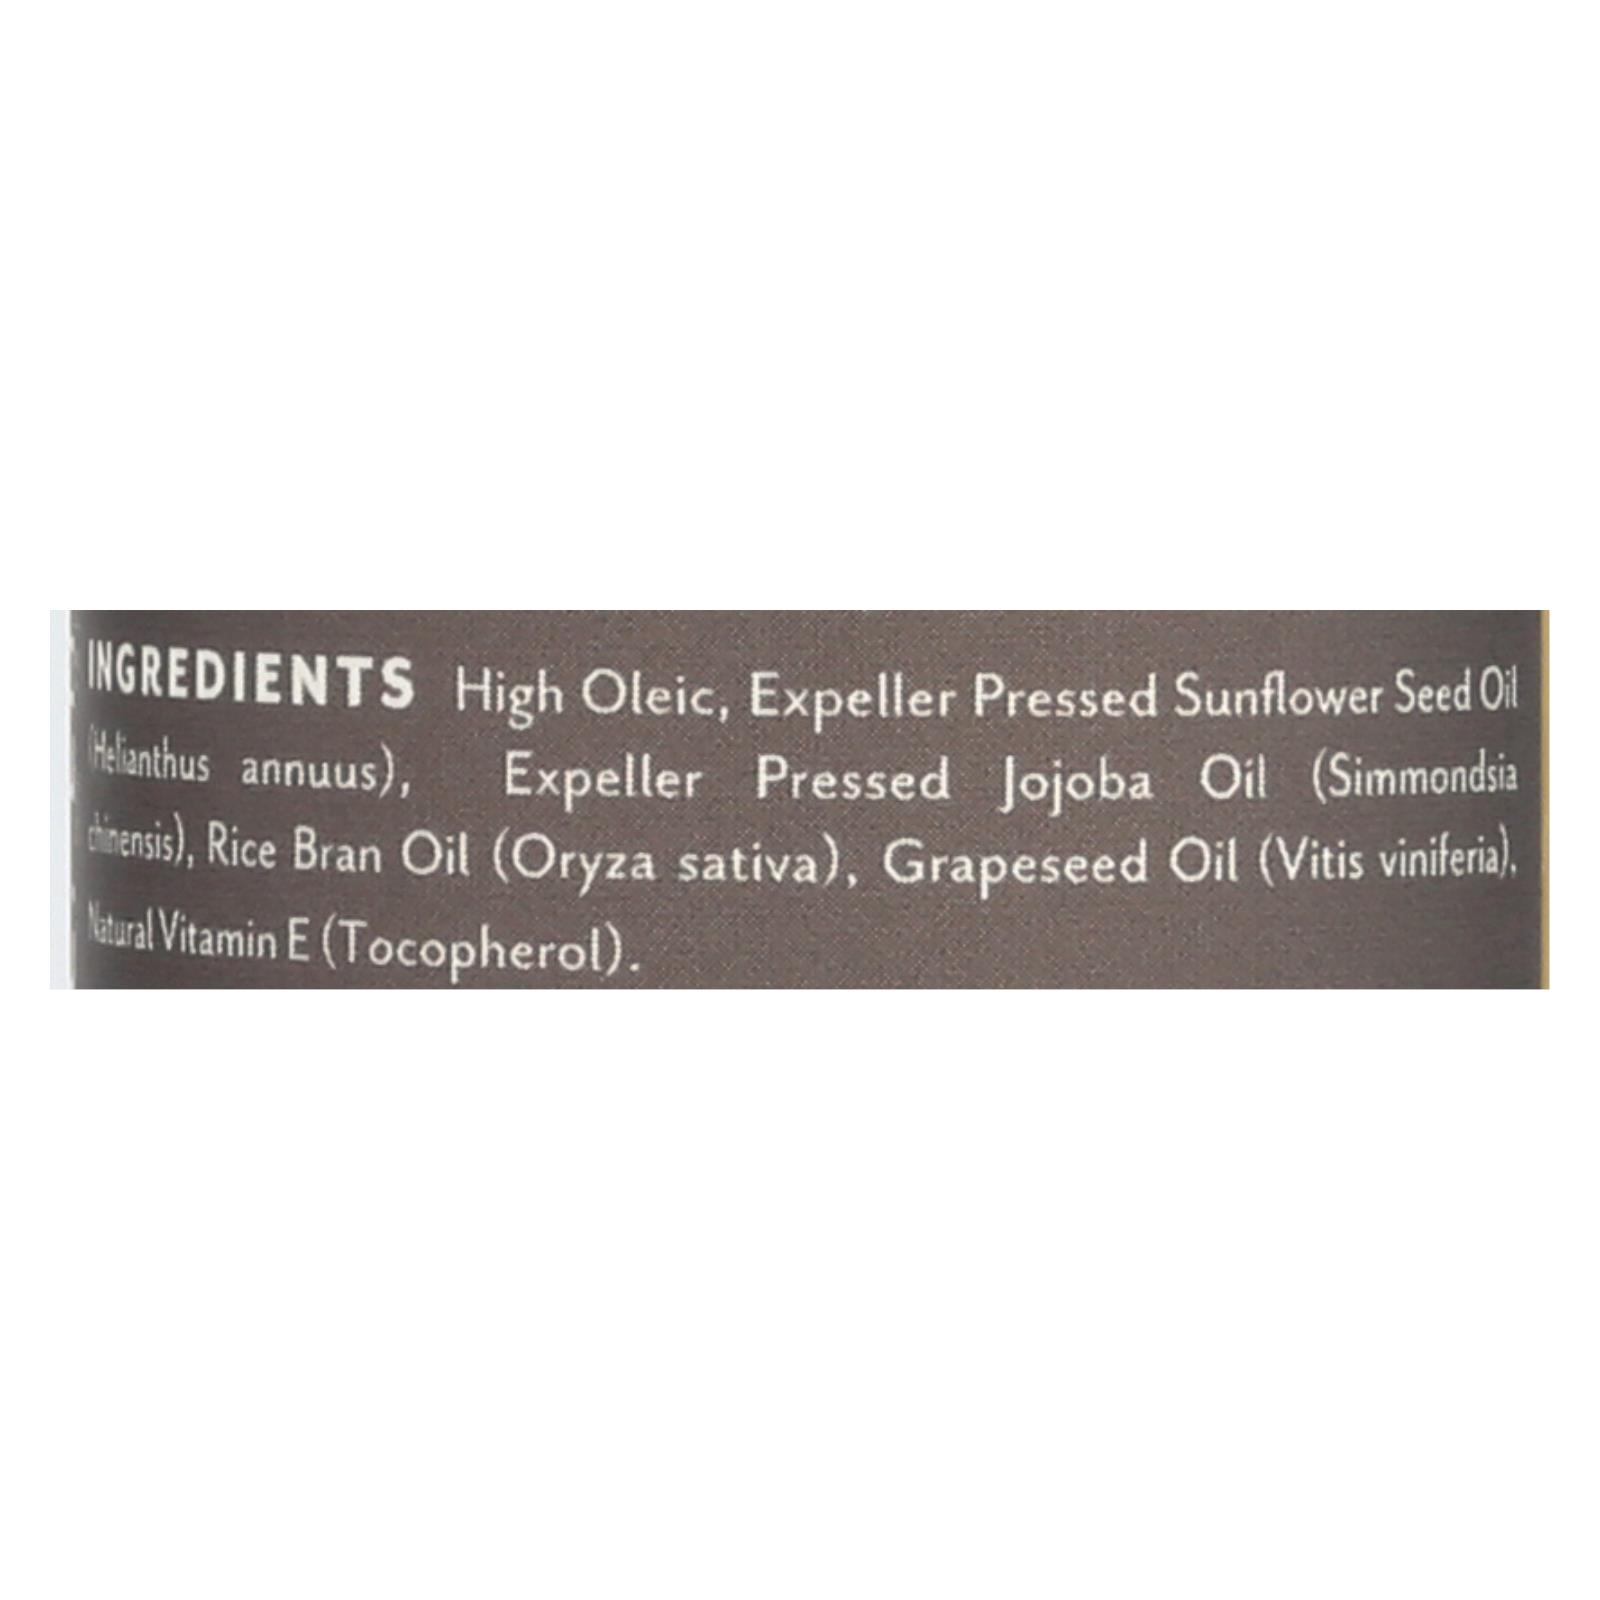 INGREDIENTS High Oleic, Expeller Pressed Sunflower Seed Oil
(Helianthus annuus), Expeller Pressed Jojoba Oil (Simmondsia
chinensis), Rice Bran Oil (Oryza sativa), Grapeseed Oil (Vitis viniferia),
Natural Vitamin E (Tocopherol).